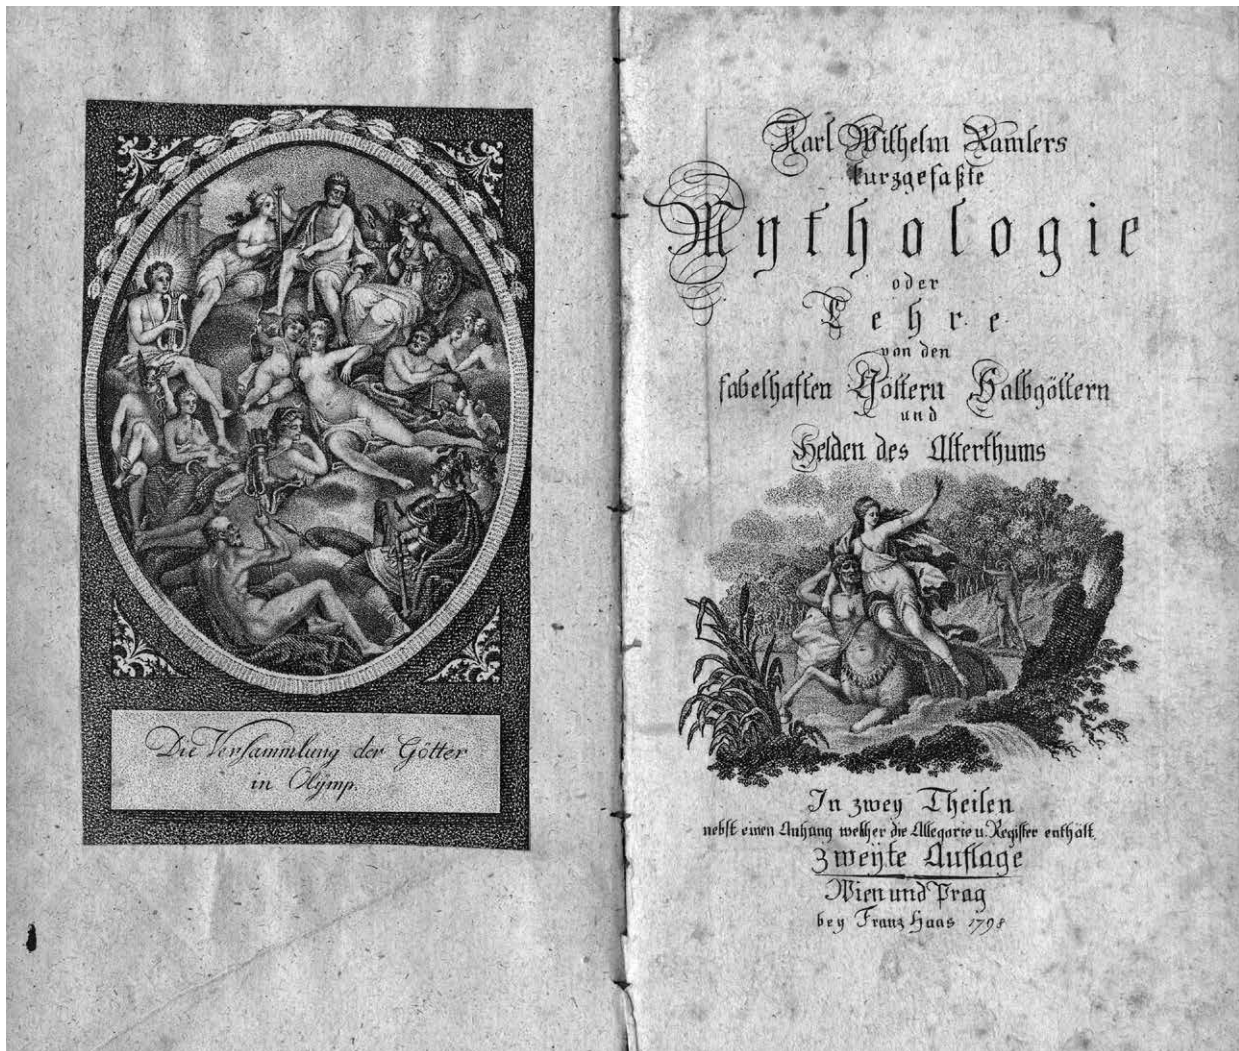 Die Versammlung der Götter
in Olÿmp.
Karl Wilhelm Ramlers
kurzgefaßte
Mythologie
oder
Lehre
von den
fabelhaften Göttern Halbgöttern
und
Helden des Alterthums
In zwey Theilen
nebst einen Anhang welcher die Allegorie u. Register enthält.
Zweÿte Auflage
Wien und Prag
bey Franz Haas 1798